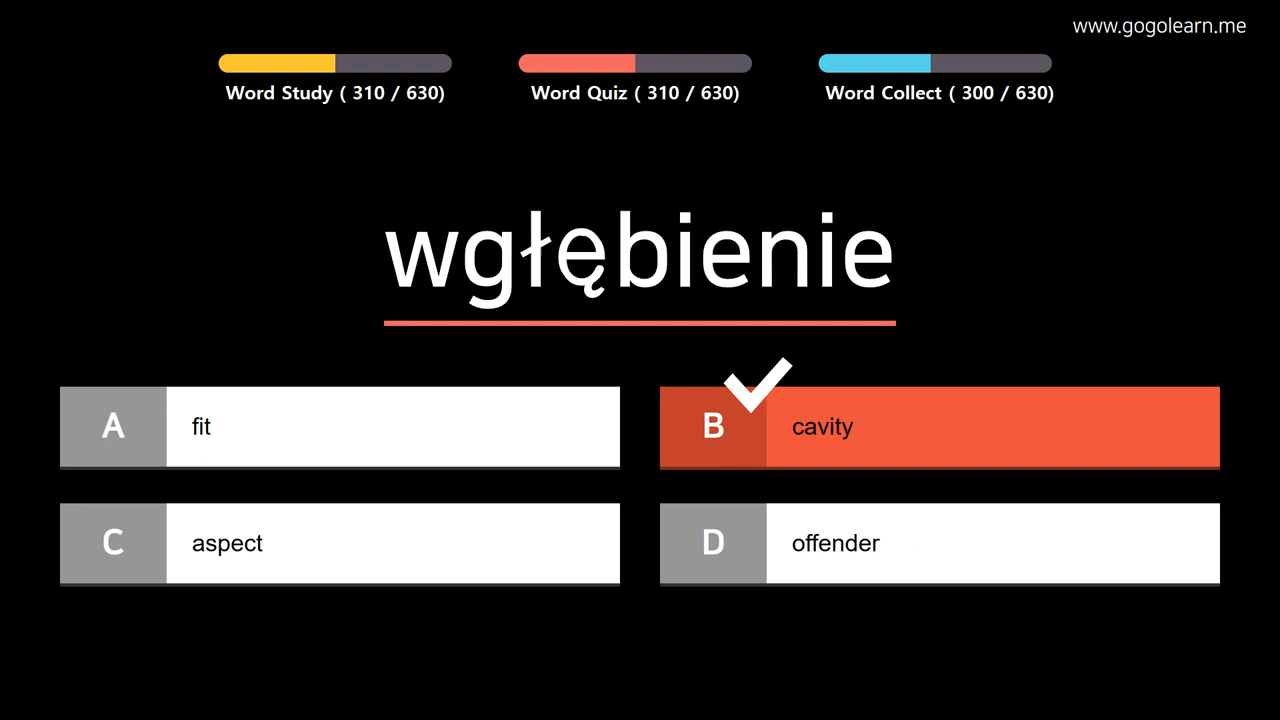 www.gogolearn.me
Word Study ( 310 / 630)
Word Quiz ( 310 / 630)
Word Collect ( 300 / 630)
wgłębienie
A fit
B cavity
C aspect
D offender